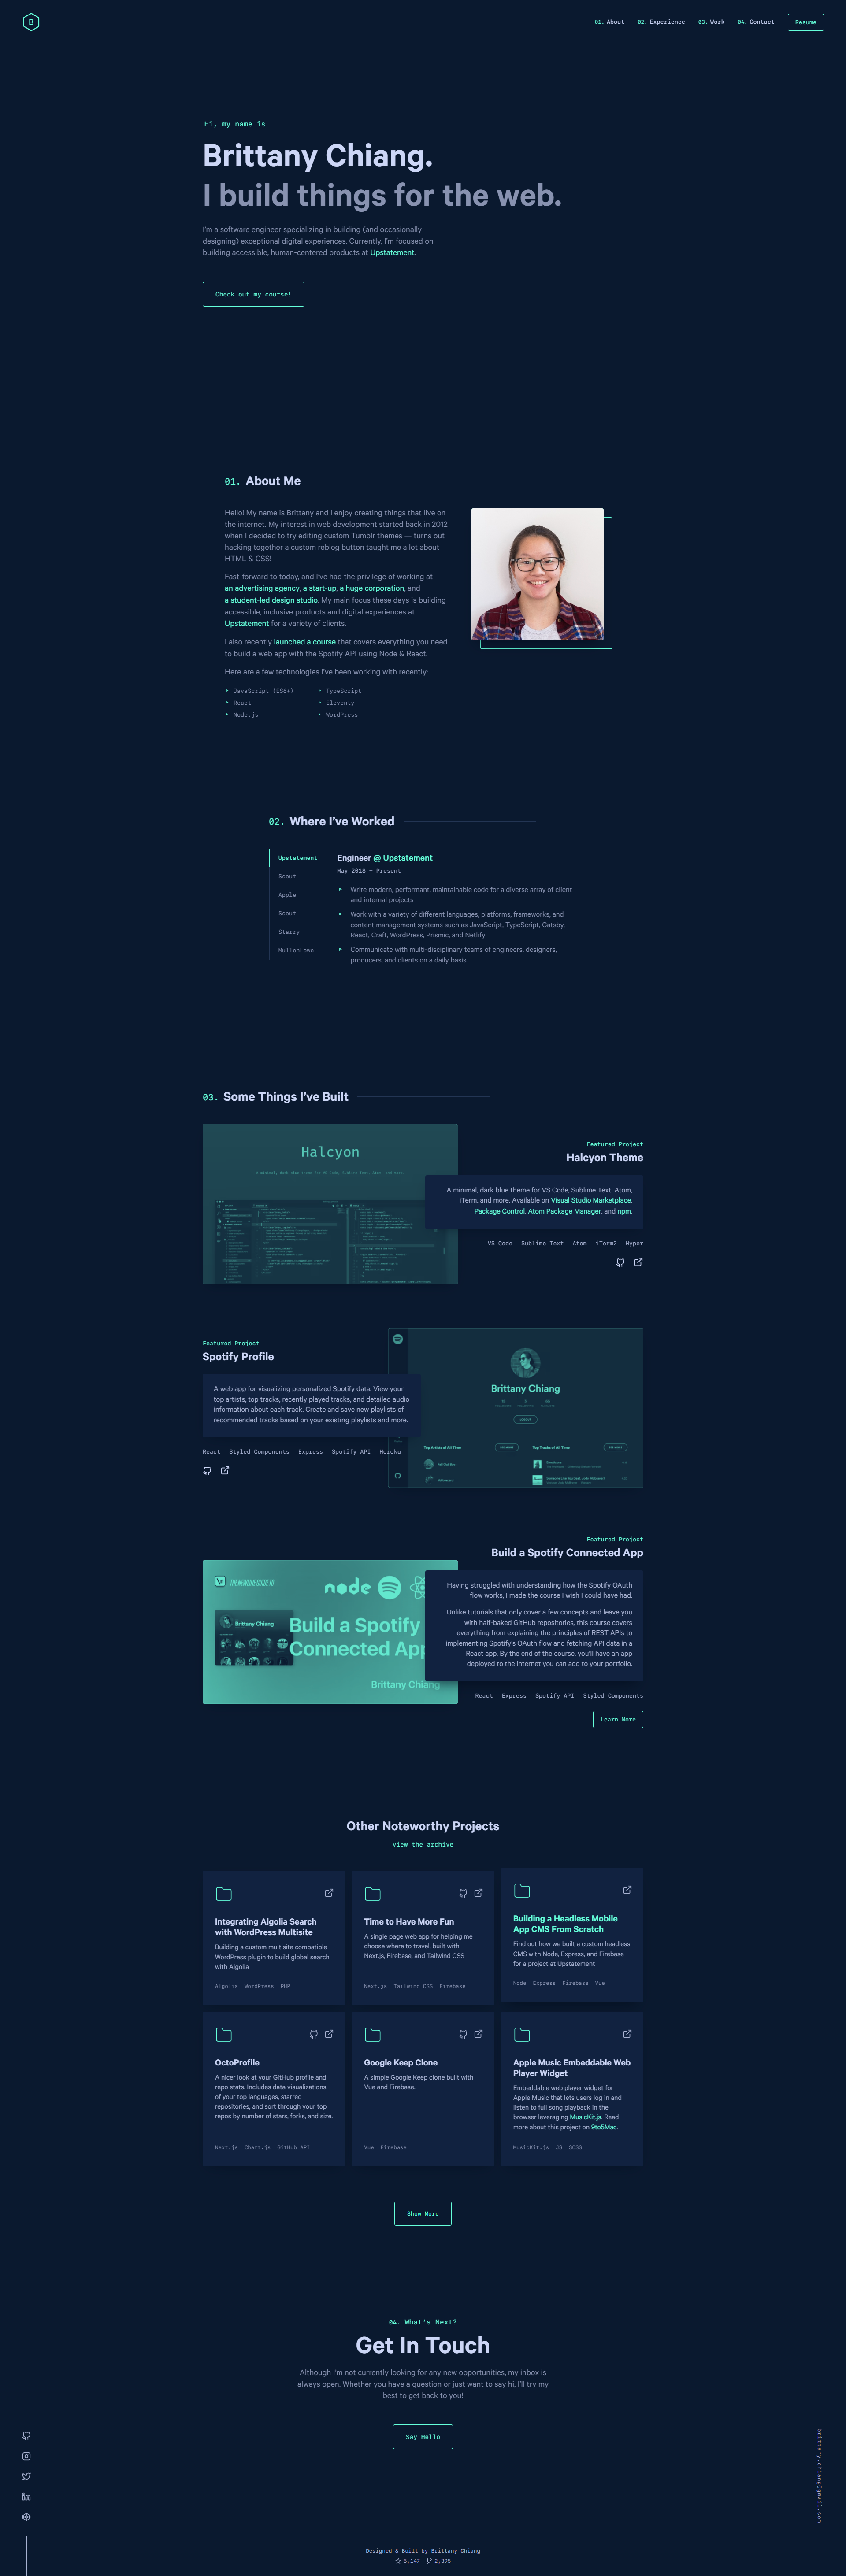 B
01. About
02. Experience
03. Work
04. Contact
Resume
Hi, my name is
Brittany Chiang.
I build things for the web.
I'm a software engineer specializing in building (and occasionally
designing) exceptional digital experiences. Currently, I'm focused on
building accessible, human-centered products at Upstatement.
Check out my course!
01. About Me
Hello! My name is Brittany and I enjoy creating things that live on
the internet. My interest in web development started back in 2012
when I decided to try editing custom Tumblr themes — turns out
hacking together a custom reblog button taught me a lot about
HTML & CSS!
Fast-forward to today, and I've had the privilege of working at
an advertising agency, a start-up, a huge corporation, and
a student-led design studio. My main focus these days is building
accessible, inclusive products and digital experiences at
Upstatement for a variety of clients.
I also recently launched a course that covers everything you need
to build a web app with the Spotify API using Node & React.
Here are a few technologies I've been working with recently:
JavaScript (ES6+)
TypeScript
React
Eleventy
Node.js
WordPress
02. Where I've Worked
Upstatement
Scout
Apple
Scout
Starry
MullenLowe
Engineer @ Upstatement
May 2018 – Present
Write modern, performant, maintainable code for a diverse array of client
and internal projects
Work with a variety of different languages, platforms, frameworks, and
content management systems such as JavaScript, TypeScript, Gatsby,
React, Craft, WordPress, Prismic, and Netlify
Communicate with multi-disciplinary teams of engineers, designers,
producers, and clients on a daily basis
03. Some Things I've Built
Halcyon
A minimal, dark blue theme for VS Code, Sublime Text, Atom, and more.
Featured Project
Halcyon Theme
A minimal, dark blue theme for VS Code, Sublime Text, Atom,
iTerm, and more. Available on Visual Studio Marketplace,
Package Control, Atom Package Manager, and npm.
VS Code Sublime Text Atom iTerm2 Hyper
Featured Project
Spotify Profile
A web app for visualizing personalized Spotify data. View your
top artists, top tracks, recently played tracks, and detailed audio
information about each track. Create and save new playlists of
recommended tracks based on your existing playlists and more.
React Styled Components Express Spotify API Heroku
Brittany Chiang
Top Artists of All Time
Top Tracks of All Time
Featured Project
Build a Spotify Connected App
THE NEWLINE GUIDE TO
node
Brittany Chiang
Build a Spotify
Connected App
Brittany Chiang
Having struggled with understanding how the Spotify OAuth
flow works, I made the course I wish I could have had.
Unlike tutorials that only cover a few concepts and leave you
with half-baked GitHub repositories, this course covers
everything from explaining the principles of REST APIs to
implementing Spotify's OAuth flow and fetching API data in a
React app. By the end of the course, you'll have an app
deployed to the internet you can add to your portfolio.
React Express Spotify API Styled Components
Learn More
Other Noteworthy Projects
view the archive
Integrating Algolia Search
with WordPress Multisite
Building a custom multisite compatible
WordPress plugin to build global search
with Algolia
Algolia WordPress PHP
Time to Have More Fun
A single page web app for helping me
choose where to travel, built with
Next.js, Firebase, and Tailwind CSS
Next.js Tailwind CSS Firebase
Building a Headless Mobile
App CMS From Scratch
Find out how we built a custom headless
CMS with Node, Express, and Firebase
for a project at Upstatement
Node Express Firebase Vue
OctoProfile
A nicer look at your GitHub profile and
repo stats. Includes data visualizations
of your top languages, starred
repositories, and sort through your top
repos by number of stars, forks, and size.
Next.js Chart.js GitHub API
Google Keep Clone
A simple Google Keep clone built with
Vue and Firebase.
Vue Firebase
Apple Music Embeddable Web
Player Widget
Embeddable web player widget for
Apple Music that lets users log in and
listen to full song playback in the
browser leveraging MusicKit.js. Read
more about this project on 9to5Mac.
MusicKit.js JS SCSS
Show More
04. What's Next?
Get In Touch
Although I'm not currently looking for any new opportunities, my inbox is
always open. Whether you have a question or just want to say hi, I'll try my
best to get back to you!
Say Hello
brittany.chiang@gmail.com
Designed & Built by Brittany Chiang
5,147 2,395